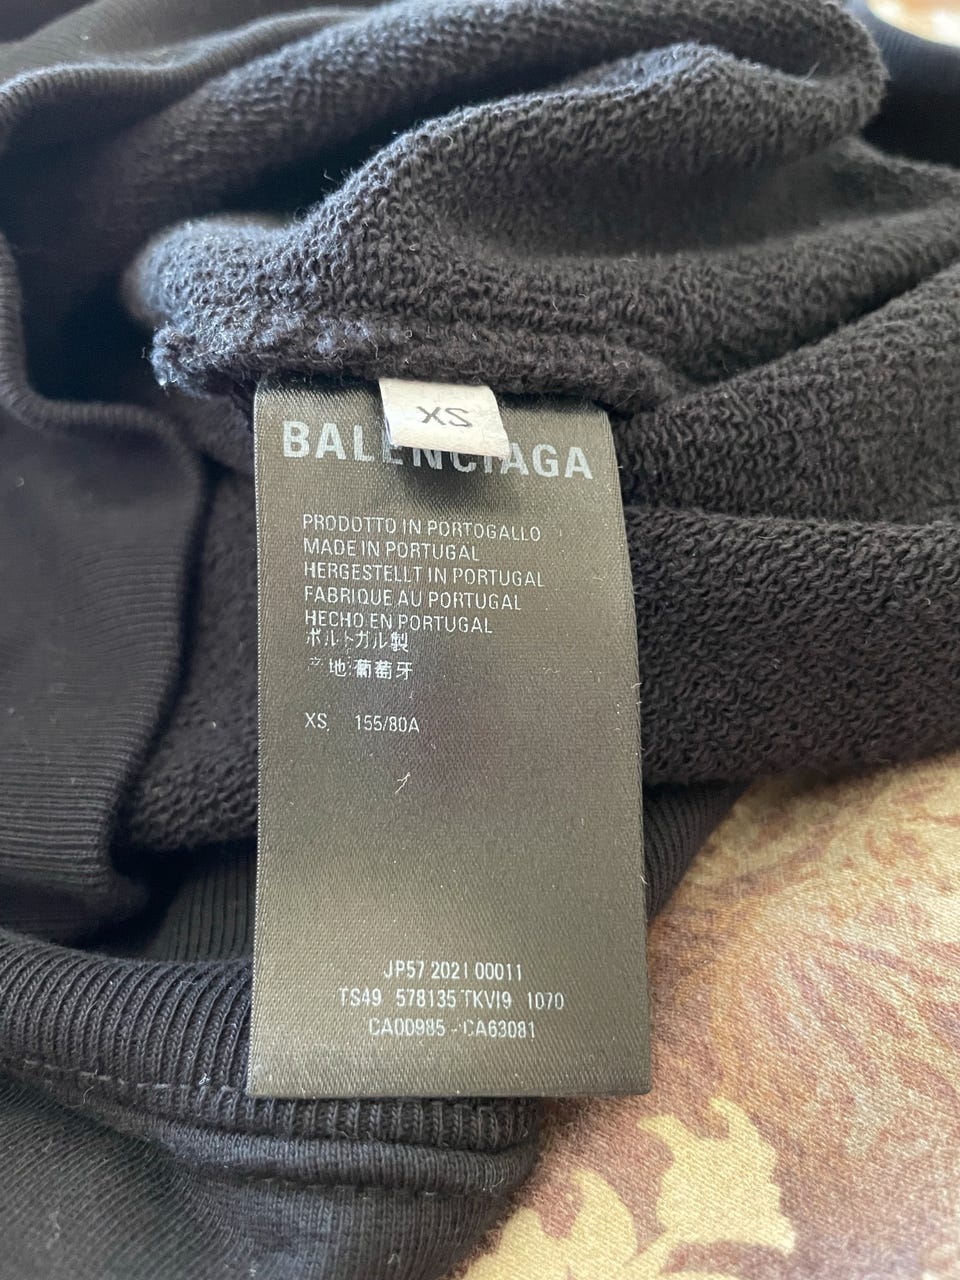 XS
BALENCIAGA
PRODOTTO IN PORTOGALLO
MADE IN PORTUGAL
HERGESTELLT IN PORTUGAL
FABRIQUE AU PORTUGAL
HECHO EN PORTUGAL
ポルトガル製
地:葡萄牙
XS 155/80A
JP57 2021 00011
TS49 578135 TKVI9 1070
CA00985 - CA63081